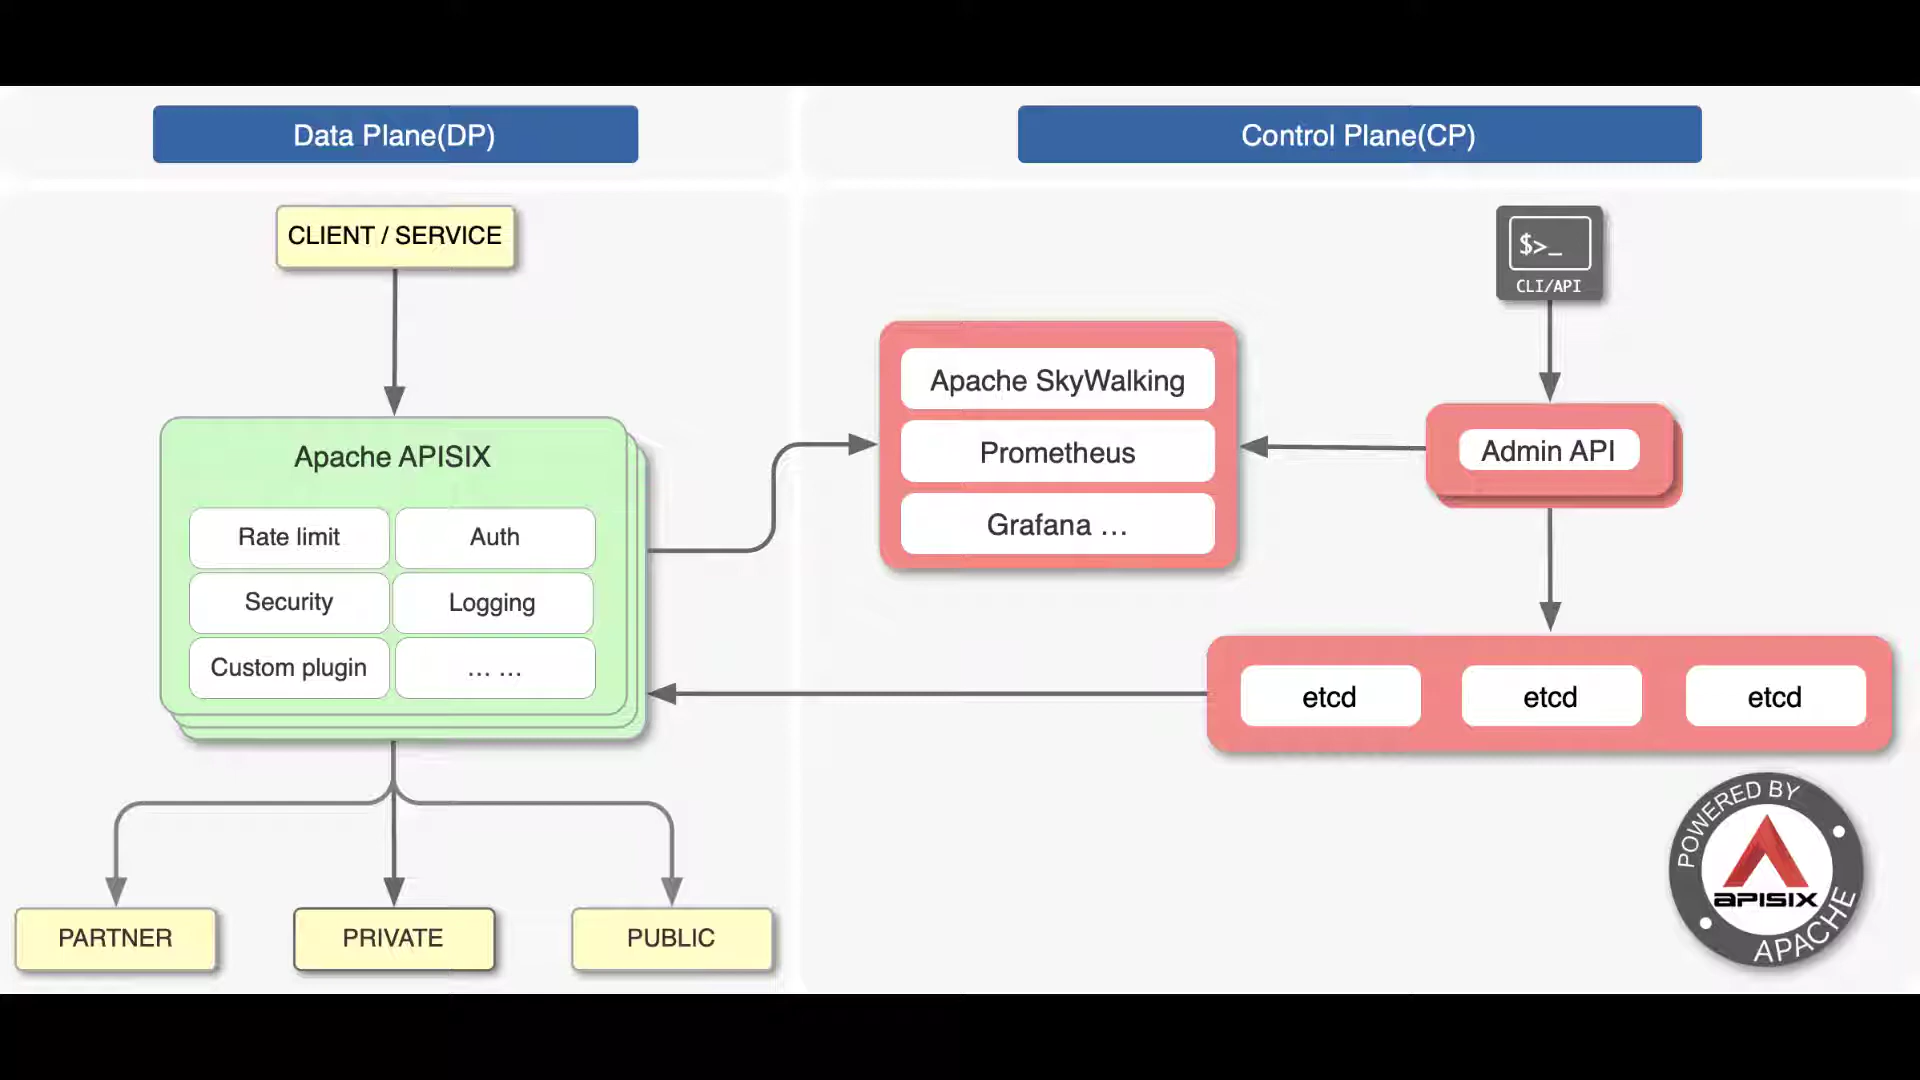 Data Plane(DP)
Control Plane(CP)
CLIENT / SERVICE
$>_
CLI/API
Apache APISIX
Rate limit
Auth
Security
Logging
Custom plugin
... ...
Apache SkyWalking
Prometheus
Grafana ...
Admin API
etcd
etcd
etcd
PARTNER
PRIVATE
PUBLIC
POWERED BY
APISIX
APACHE